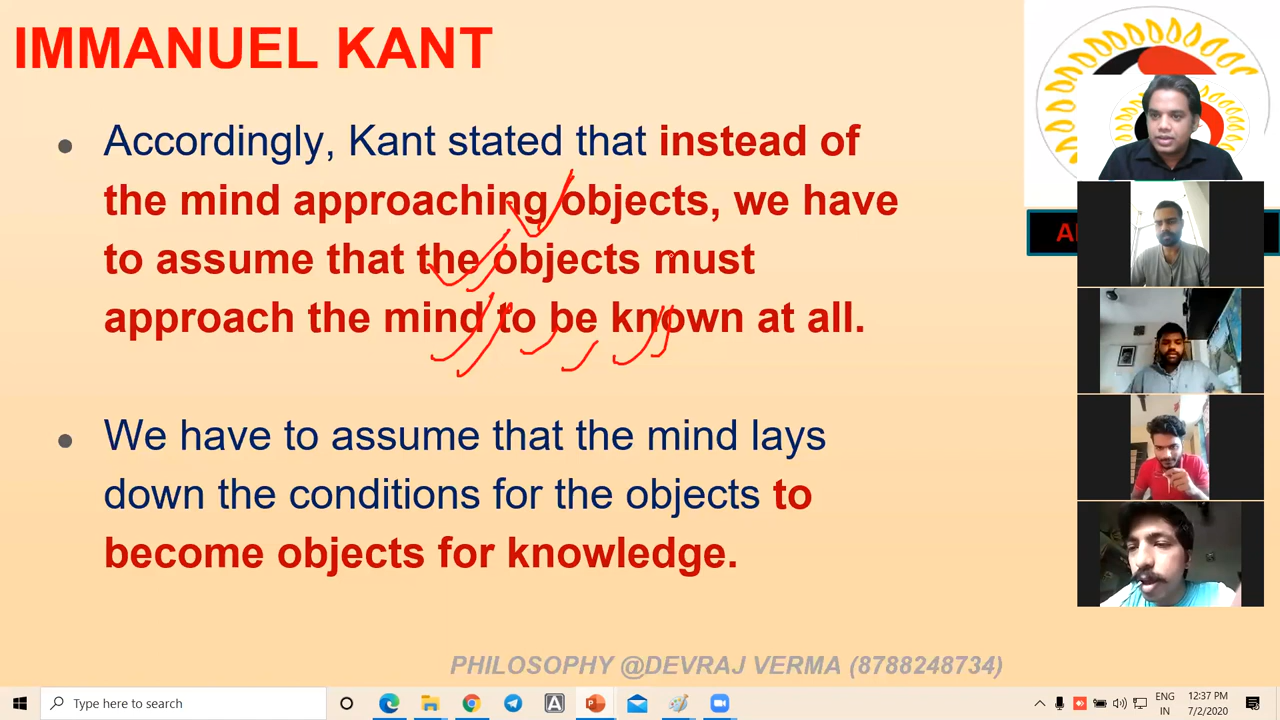 IMMANUEL KANT
• Accordingly, Kant stated that instead of
the mind approaching objects, we have
to assume that the objects must
approach the mind to be known at all.
• We have to assume that the mind lays
down the conditions for the objects to
become objects for knowledge.
PHILOSOPHY @DEVRAJ VERMA (8788248734)
Type here to search
ENG
IN
12:37 PM
7/2/2020